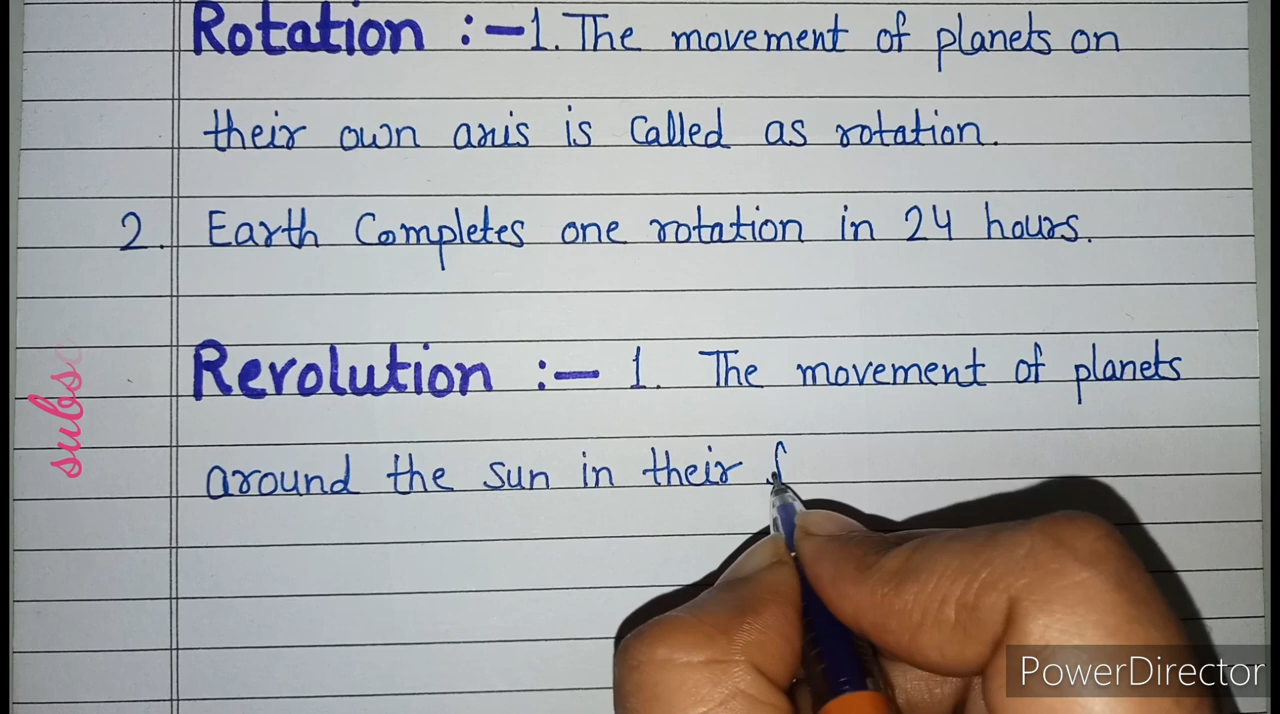 Rotation :- 1. The movement of planets on
their own axis is called as rotation.
2. Earth Completes one rotation in 24 hours.
Revolution :- 1. The movement of planets
around the sun in their f
subsc
PowerDirector